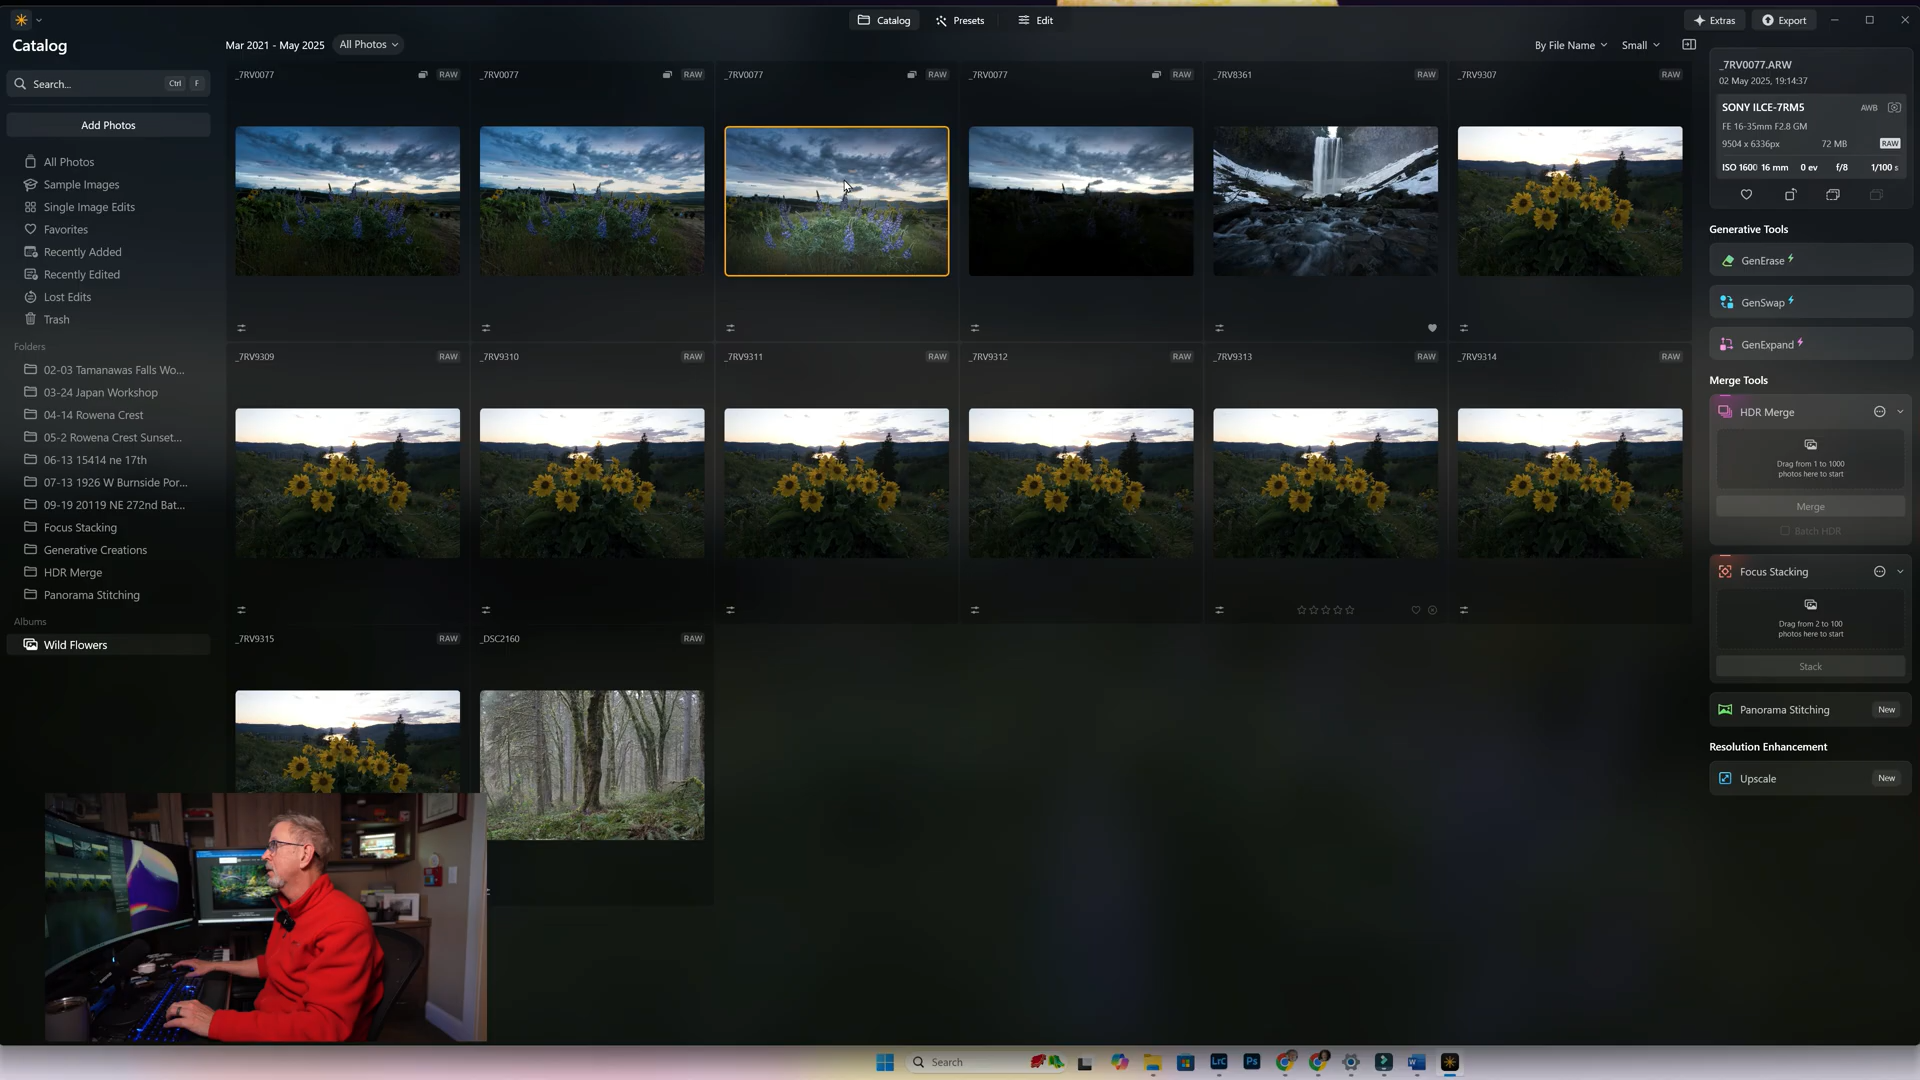 Catalog
Presets
Edit
Extras
Export
Catalog
Mar 2021 - May 2025
All Photos
By File Name
Small
Search...
Ctrl
F
Add Photos
All Photos
Sample Images
Single Image Edits
Favorites
Recently Added
Recently Edited
Lost Edits
Trash
Folders
02-03 Tamanawas Falls Wo...
03-24 Japan Workshop
04-14 Rowena Crest
05-2 Rowena Crest Sunset...
06-13 15414 ne 17th
07-13 1926 W Burnside Por...
09-19 20119 NE 272nd Bat...
Focus Stacking
Generative Creations
HDR Merge
Panorama Stitching
Albums
Wild Flowers
_7RV0077 RAW
_7RV0077 RAW
_7RV0077 RAW
_7RV0077 RAW
_7RV8361 RAW
_7RV9307 RAW
_7RV9309 RAW
_7RV9310 RAW
_7RV9311 RAW
_7RV9312 RAW
_7RV9313 RAW
_7RV9314 RAW
_7RV9315 RAW
_DSC2160 RAW
_7RV0077.ARW
02 May 2025, 19:14:37
SONY ILCE-7RM5 AWB
FE 16-35mm F2.8 GM
9504 x 6336px 72 MB RAW
ISO 1600 16 mm 0 ev f/8 1/100 s
Generative Tools
GenErase
GenSwap
GenExpand
Merge Tools
HDR Merge
Drag from 1 to 1000
photos here to start
Merge
Batch HDR
Focus Stacking
Drag from 2 to 100
photos here to start
Stack
Panorama Stitching New
Resolution Enhancement
Upscale New
Search
LrC
Ps
W